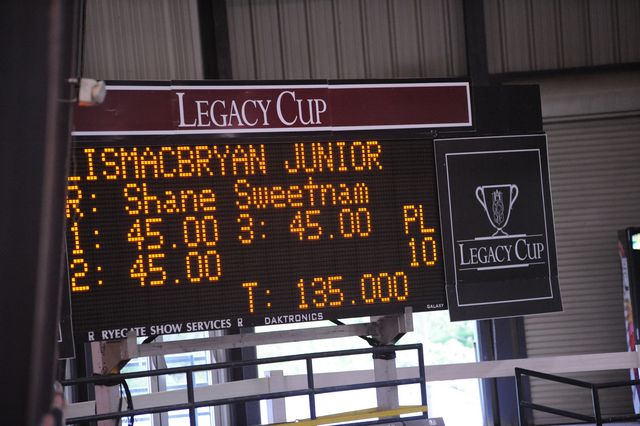 LEGACY CUP
LISMACBRYAN JUNIOR
R: Shane Sweetnam
1: 45.00 3: 45.00 PL
2: 45.00 10
T: 135.000
GALAXY
R RYEGATE SHOW SERVICES R DAKTRONICS
LEGACY CUP